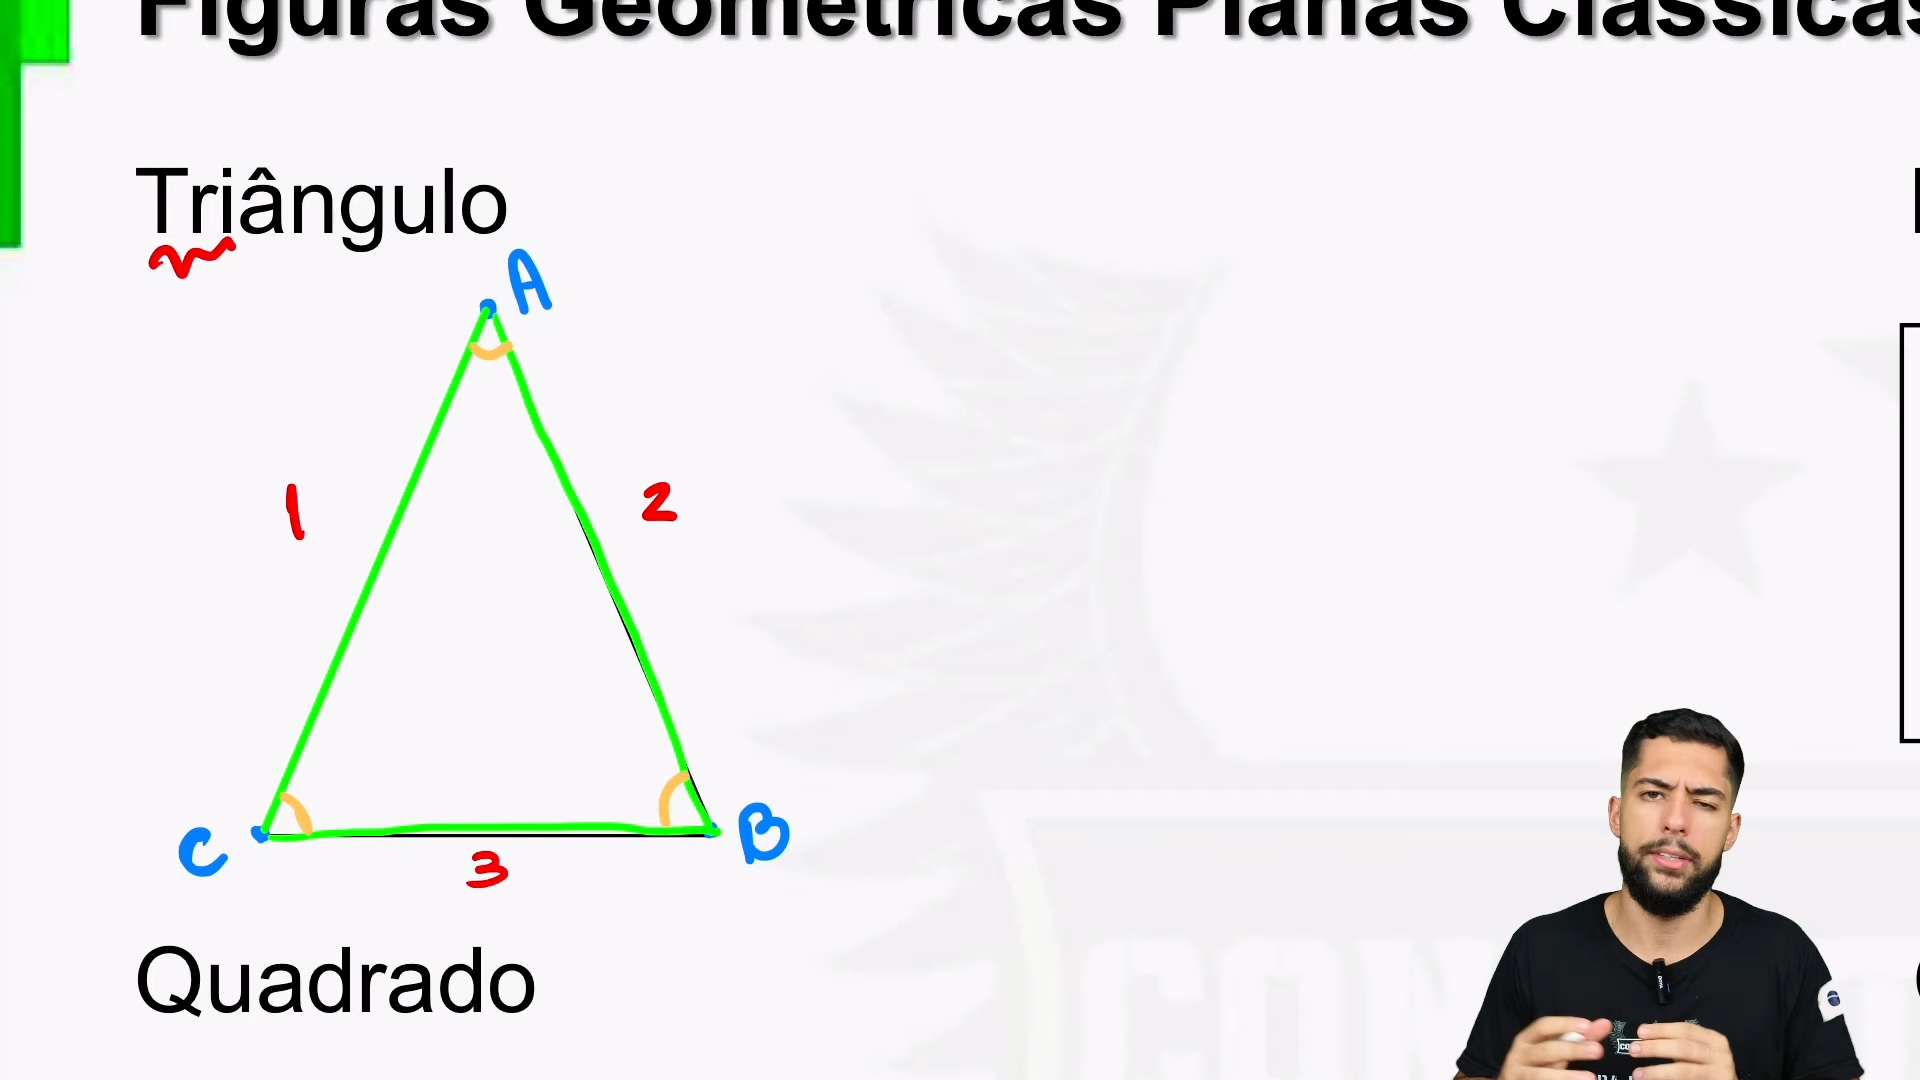 Figuras Geométricas Planas Clássicas
Triângulo
A
1
2
C
B
3
Quadrado